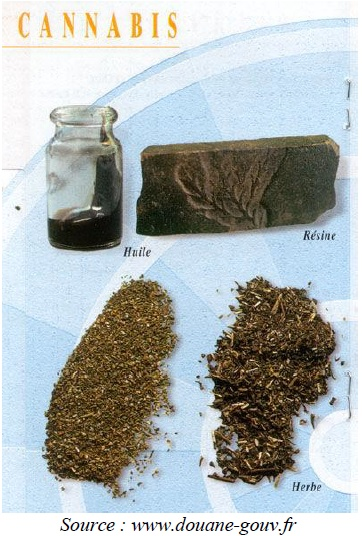 CANNABIS
Huile
Résine
Herbe
Source : www.douane-gouv.fr